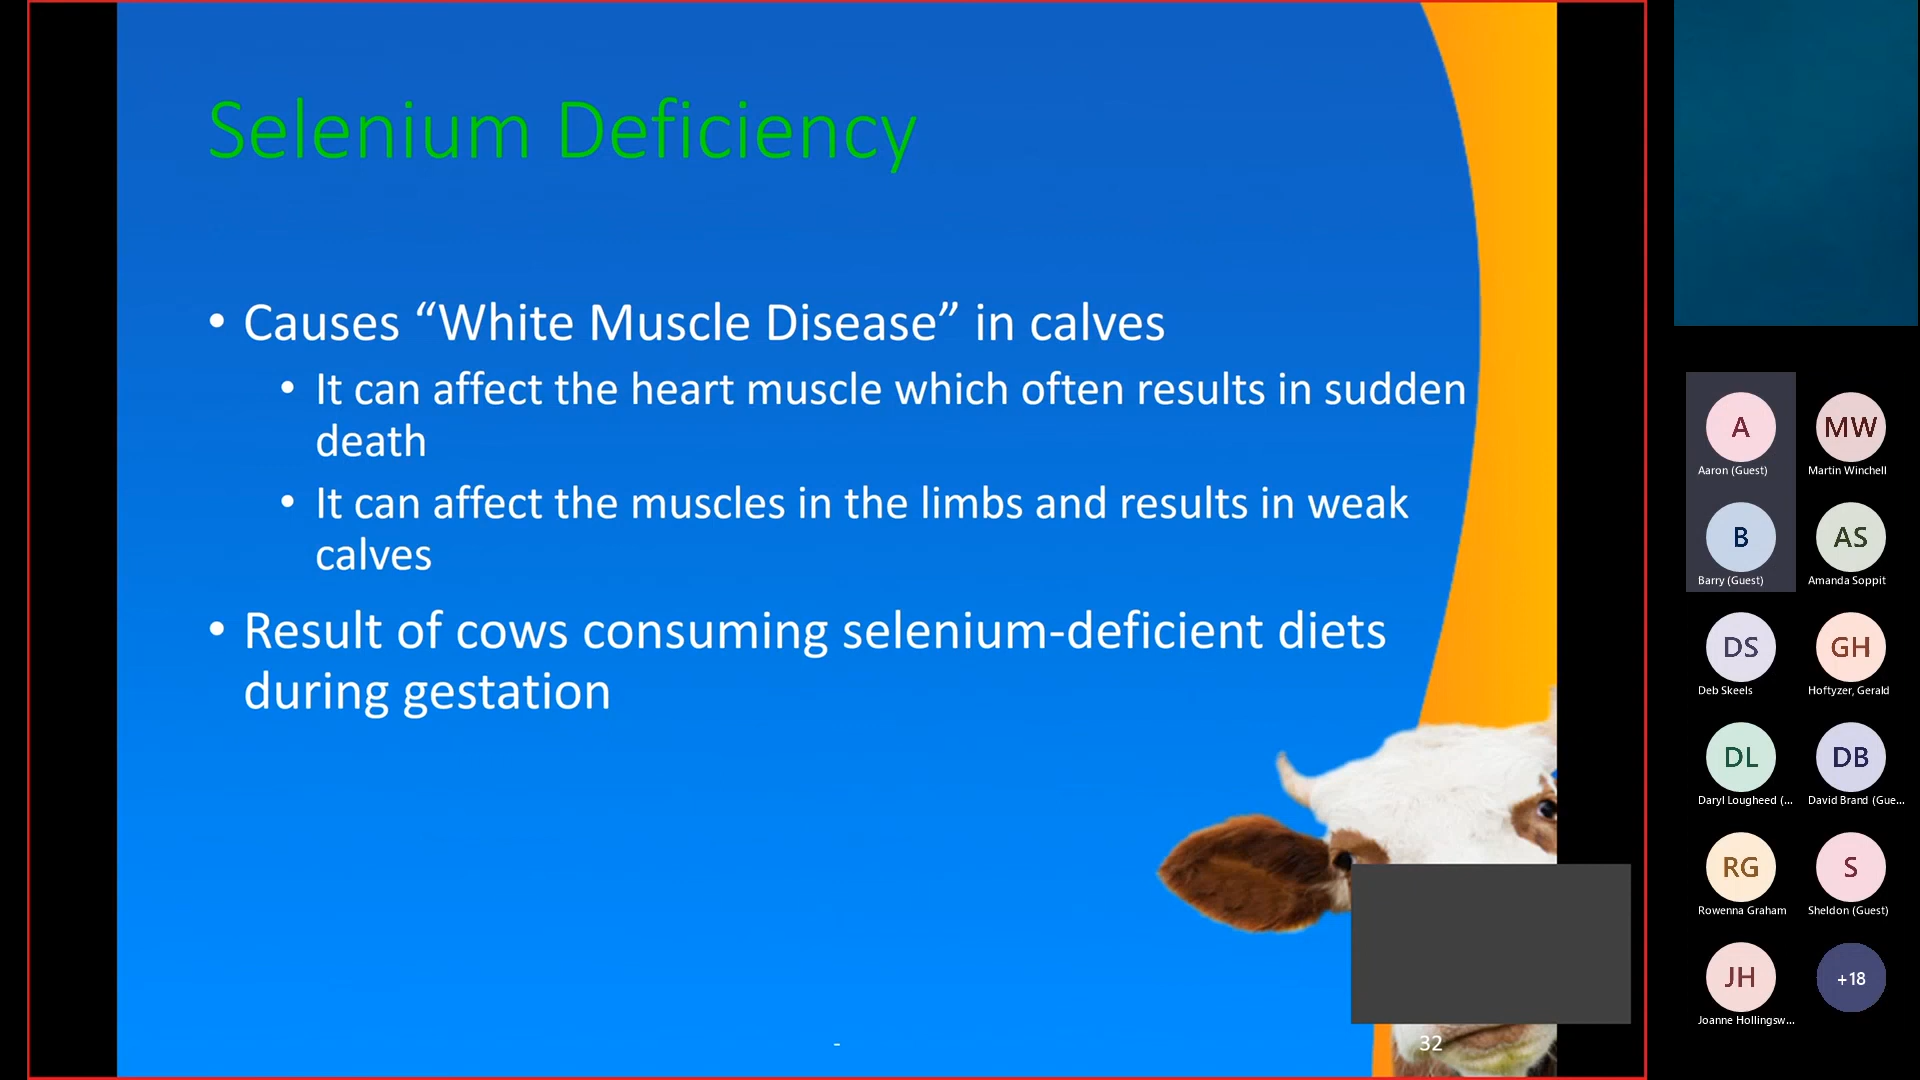 Selenium Deficiency
• Causes “White Muscle Disease” in calves
• It can affect the heart muscle which often results in sudden
death
• It can affect the muscles in the limbs and results in weak
calves
• Result of cows consuming selenium-deficient diets
during gestation
-
32
A
Aaron (Guest)
MW
Martin Winchell
B
Barry (Guest)
AS
Amanda Soppit
DS
Deb Skeels
GH
Hoftyzer, Gerald
DL
Daryl Lougheed (...
DB
David Brand (Gue...
RG
Rowenna Graham
S
Sheldon (Guest)
JH
Joanne Hollingsw...
+18